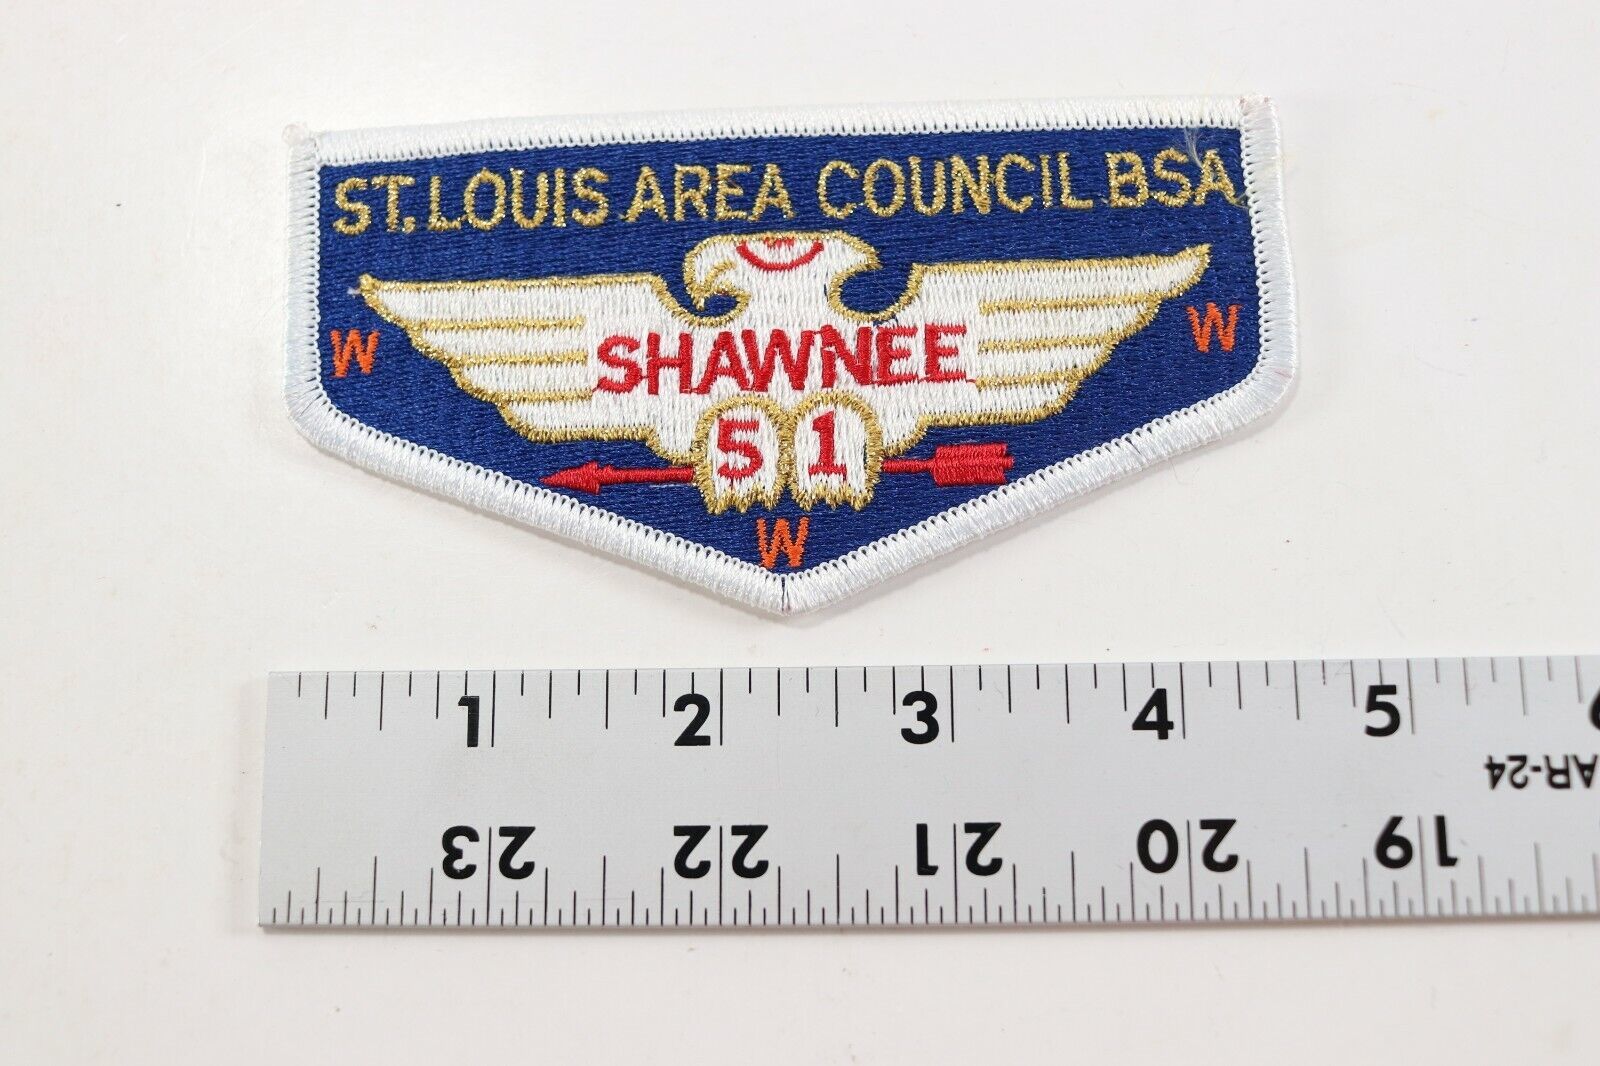 ST. LOUIS AREA COUNCIL BSA
W SHAWNEE W
51
W
1 2 3 4 5 6
AR-24
23 22 21 20 19